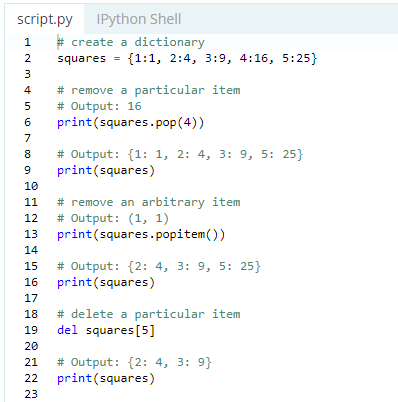 script.py IPython Shell
1 # create a dictionary
2 squares = {1:1, 2:4, 3:9, 4:16, 5:25}
3
4 # remove a particular item
5 # Output: 16
6 print(squares.pop(4))
7
8 # Output: {1: 1, 2: 4, 3: 9, 5: 25}
9 print(squares)
10
11 # remove an arbitrary item
12 # Output: (1, 1)
13 print(squares.popitem())
14
15 # Output: {2: 4, 3: 9, 5: 25}
16 print(squares)
17
18 # delete a particular item
19 del squares[5]
20
21 # Output: {2: 4, 3: 9}
22 print(squares)
23